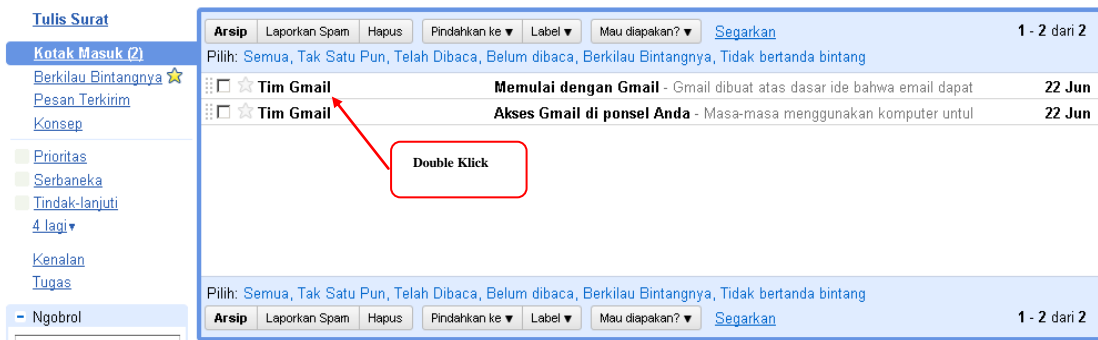 Tulis Surat
Kotak Masuk (2)
Berkilau Bintangnya
Pesan Terkirim
Konsep
Prioritas
Serbaneka
Tindak-lanjuti
4 lagi▼
Kenalan
Tugas
Ngobrol
Arsip Laporkan Spam Hapus Pindahkan ke ▼ Label ▼ Mau diapakan? ▼ Segarkan 1 - 2 dari 2
Pilih: Semua, Tak Satu Pun, Telah Dibaca, Belum dibaca, Berkilau Bintangnya, Tidak bertanda bintang
Tim Gmail Memulai dengan Gmail - Gmail dibuat atas dasar ide bahwa email dapat 22 Jun
Tim Gmail Akses Gmail di ponsel Anda - Masa-masa menggunakan komputer untul 22 Jun
Double Klick
Pilih: Semua, Tak Satu Pun, Telah Dibaca, Belum dibaca, Berkilau Bintangnya, Tidak bertanda bintang
Arsip Laporkan Spam Hapus Pindahkan ke ▼ Label ▼ Mau diapakan? ▼ Segarkan 1 - 2 dari 2